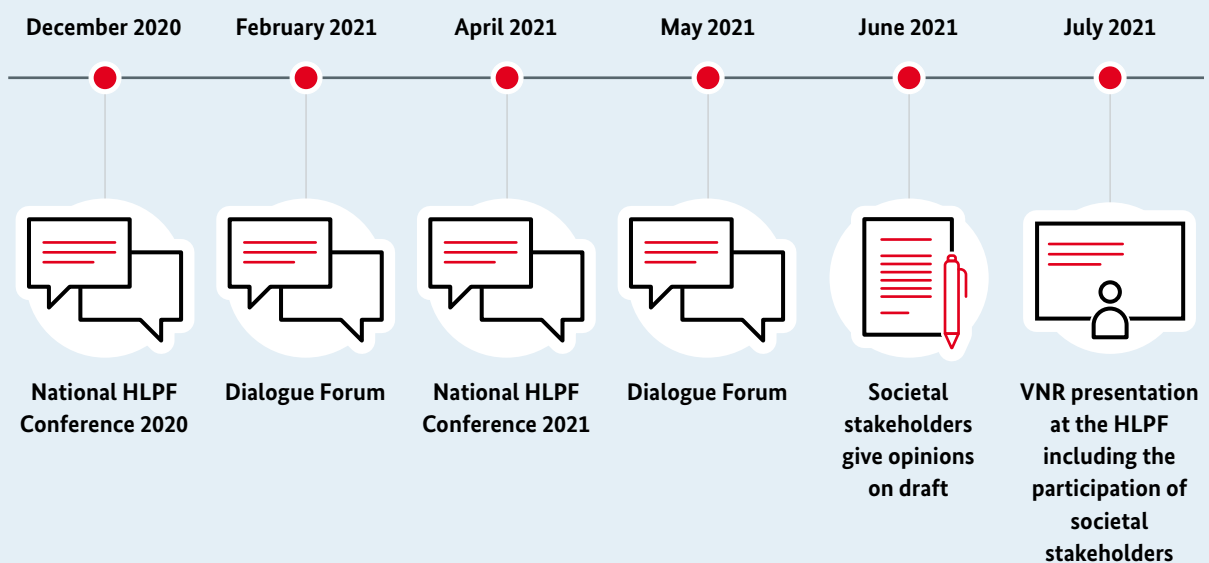 December 2020
February 2021
April 2021
May 2021
June 2021
July 2021
National HLPF
Conference 2020
Dialogue Forum
National HLPF
Conference 2021
Dialogue Forum
Societal
stakeholders
give opinions
on draft
VNR presentation
at the HLPF
including the
participation of
societal
stakeholders